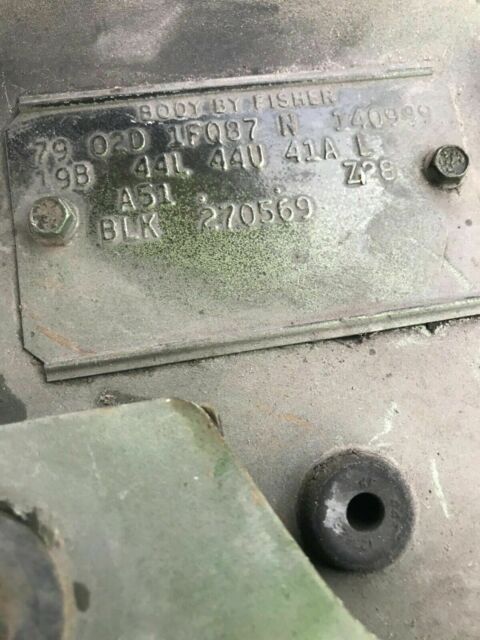 BODY BY FISHER
79 02D 1FQ87 N 140999
19B 44L 44U 41A L Z28
A51
BLK 270569